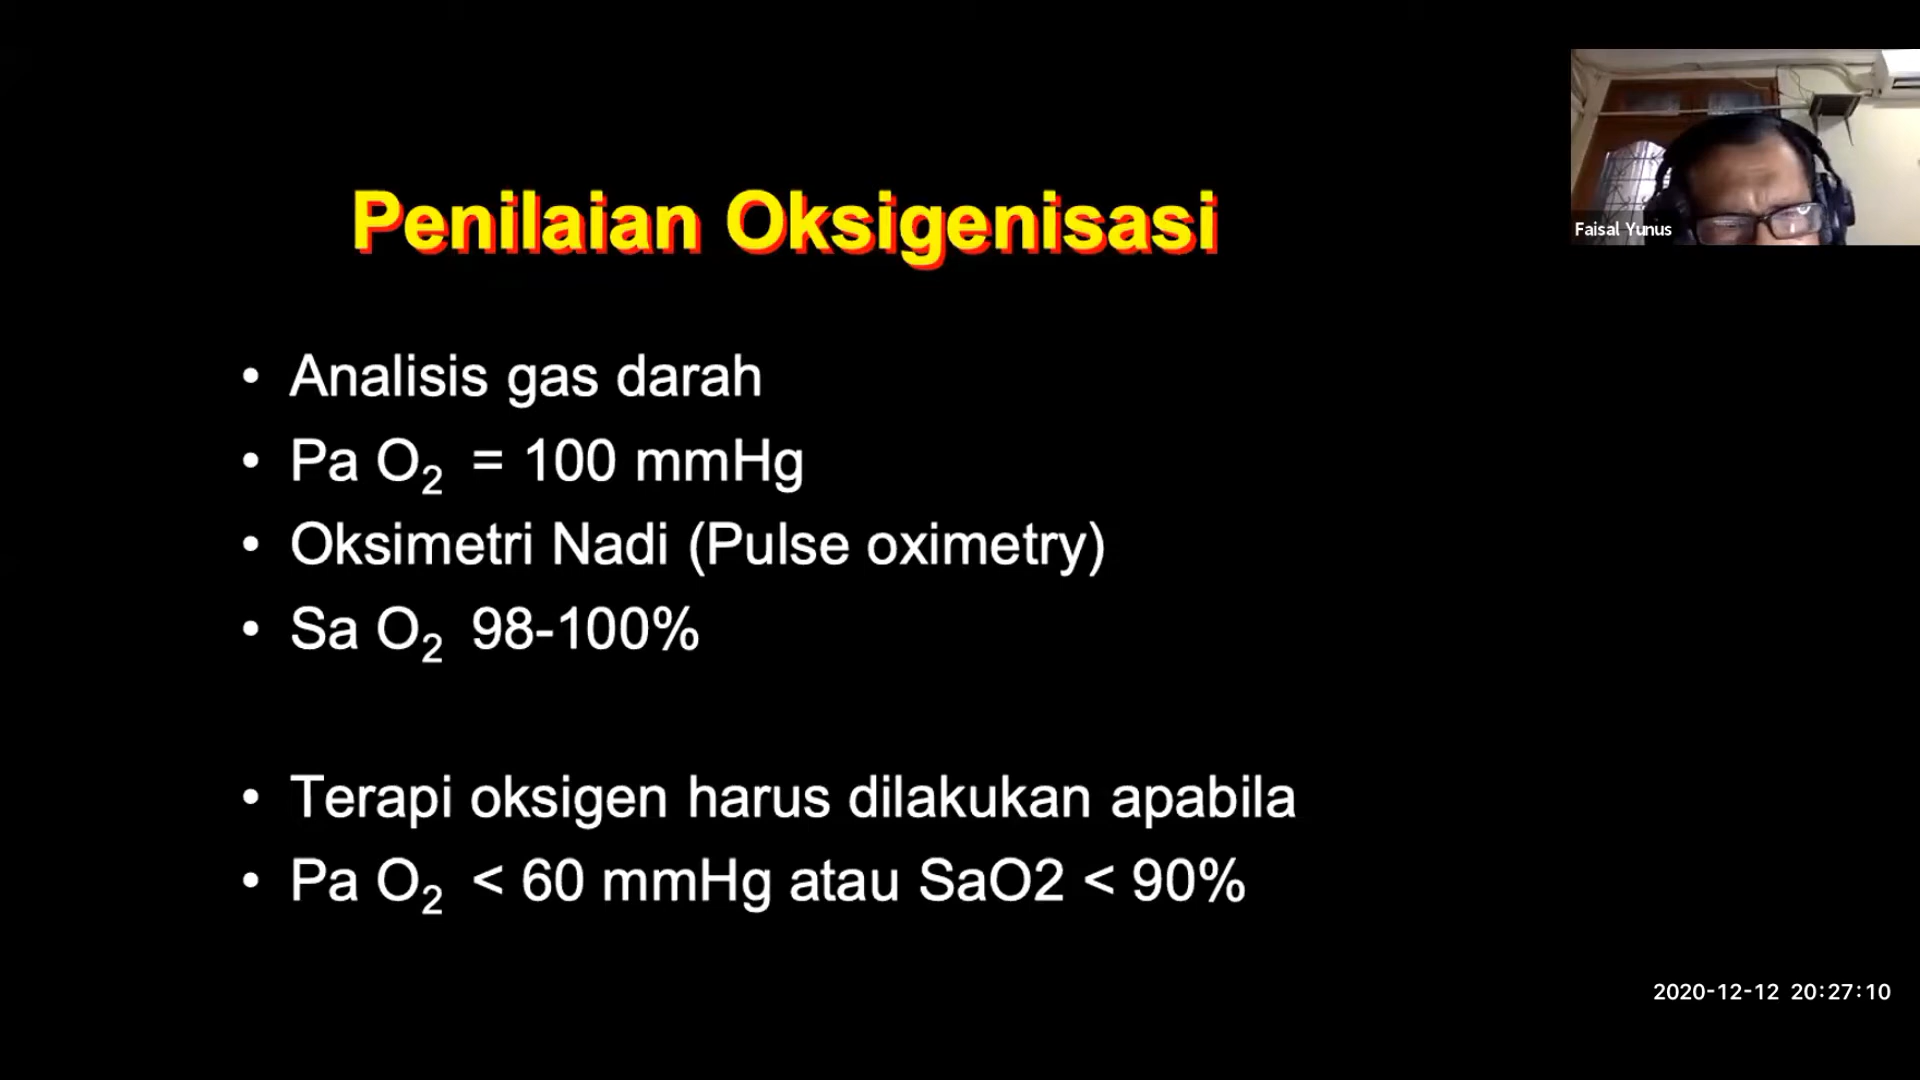 Penilaian Oksigenisasi
• Analisis gas darah
• Pa O₂ = 100 mmHg
• Oksimetri Nadi (Pulse oximetry)
• Sa O₂ 98-100%
• Terapi oksigen harus dilakukan apabila
• Pa O₂ < 60 mmHg atau SaO2 < 90%
Faisal Yunus
2020-12-12 20:27:10